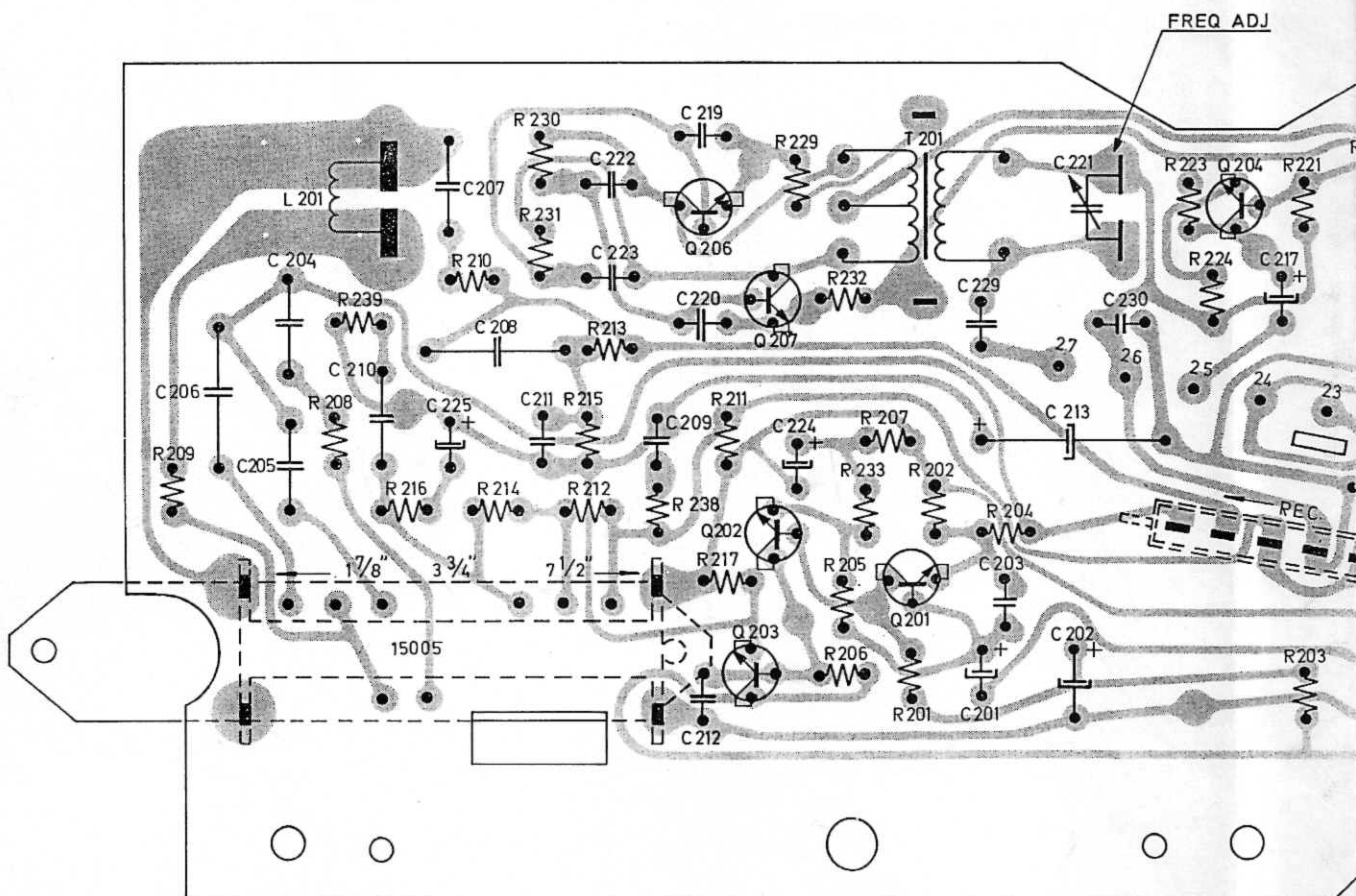 FREQ ADJ
R 230
C 219
R 229
T 201
C 222
C 221
R 223
Q 204
R 221
L 201
C 207
R 231
Q 206
R 210
C 223
R 232
C 229
R 224
C 217
+
C 204
R 239
C 208
R 213
C 220
Q 207
C 230
27
26
25
24
23
C 206
C 210
R 208
C 225
+
C 211
R 215
C 209
R 211
C 224
+
R 207
+
C 213
R 209
C 205
R 216
R 214
R 212
R 238
R 233
R 202
Q 202
R 204
REC
1 7/8"
3 3/4"
7 1/2"
R 217
R 205
Q 201
C 203
15005
Q 203
R 206
C 202
+
+
R 203
C 212
R 201
C 201